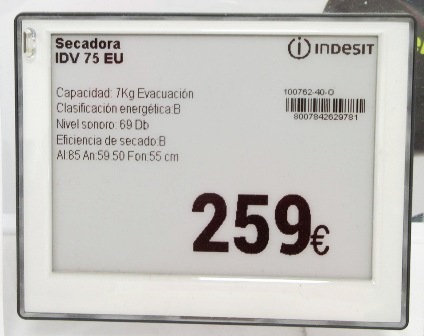 Secadora
IDV 75 EU
indesit
Capacidad: 7Kg Evacuación
Clasificación energética B
Nivel sonoro: 69 Db
Eficiencia de secado:B
Al:85 An:59.50 Fon:55 cm
100762-40-0
8007842629781
259€